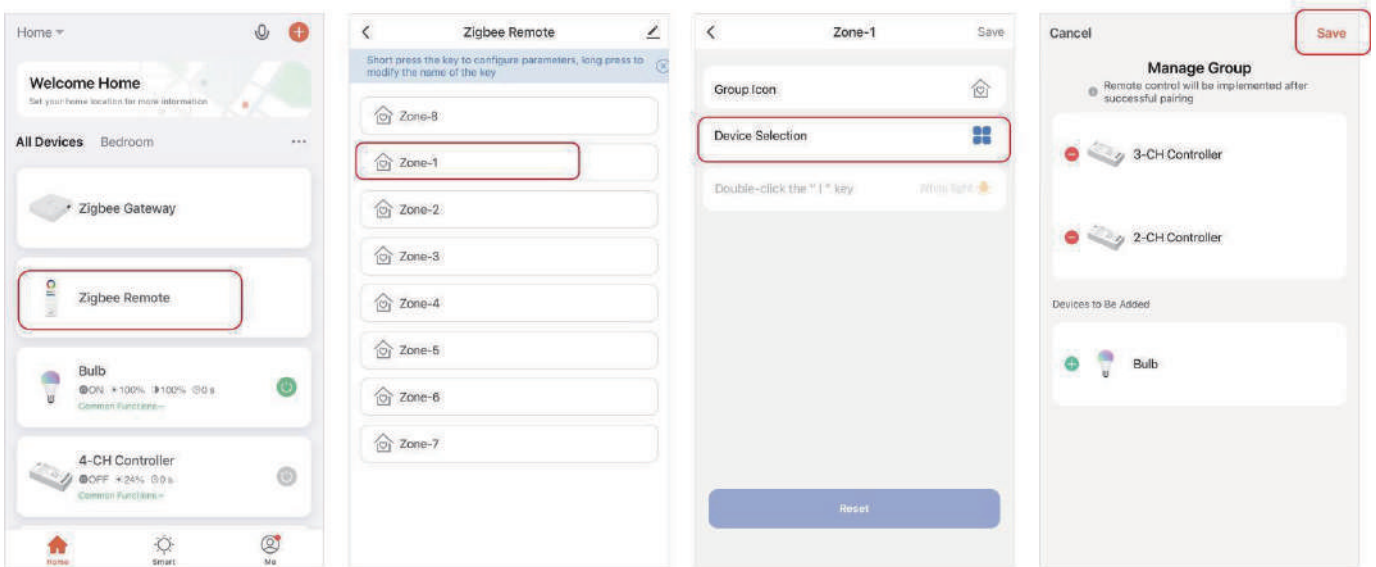 Home
Welcome Home
Set your home location for more information
All Devices Bedroom
Zigbee Gateway
Zigbee Remote
Bulb
ON 100% 100% 0 s
Common Functions
4-CH Controller
OFF 24% 0 s
Common Functions
Home Smart Me
Zigbee Remote
Short press the key to configure parameters, long press to
modify the name of the key
Zone-8
Zone-1
Zone-2
Zone-3
Zone-4
Zone-5
Zone-6
Zone-7
Zone-1 Save
Group Icon
Device Selection
Double-click the " I " key White light
Reset
Cancel Save
Manage Group
Remote control will be implemented after
successful pairing
3-CH Controller
2-CH Controller
Devices to Be Added
Bulb